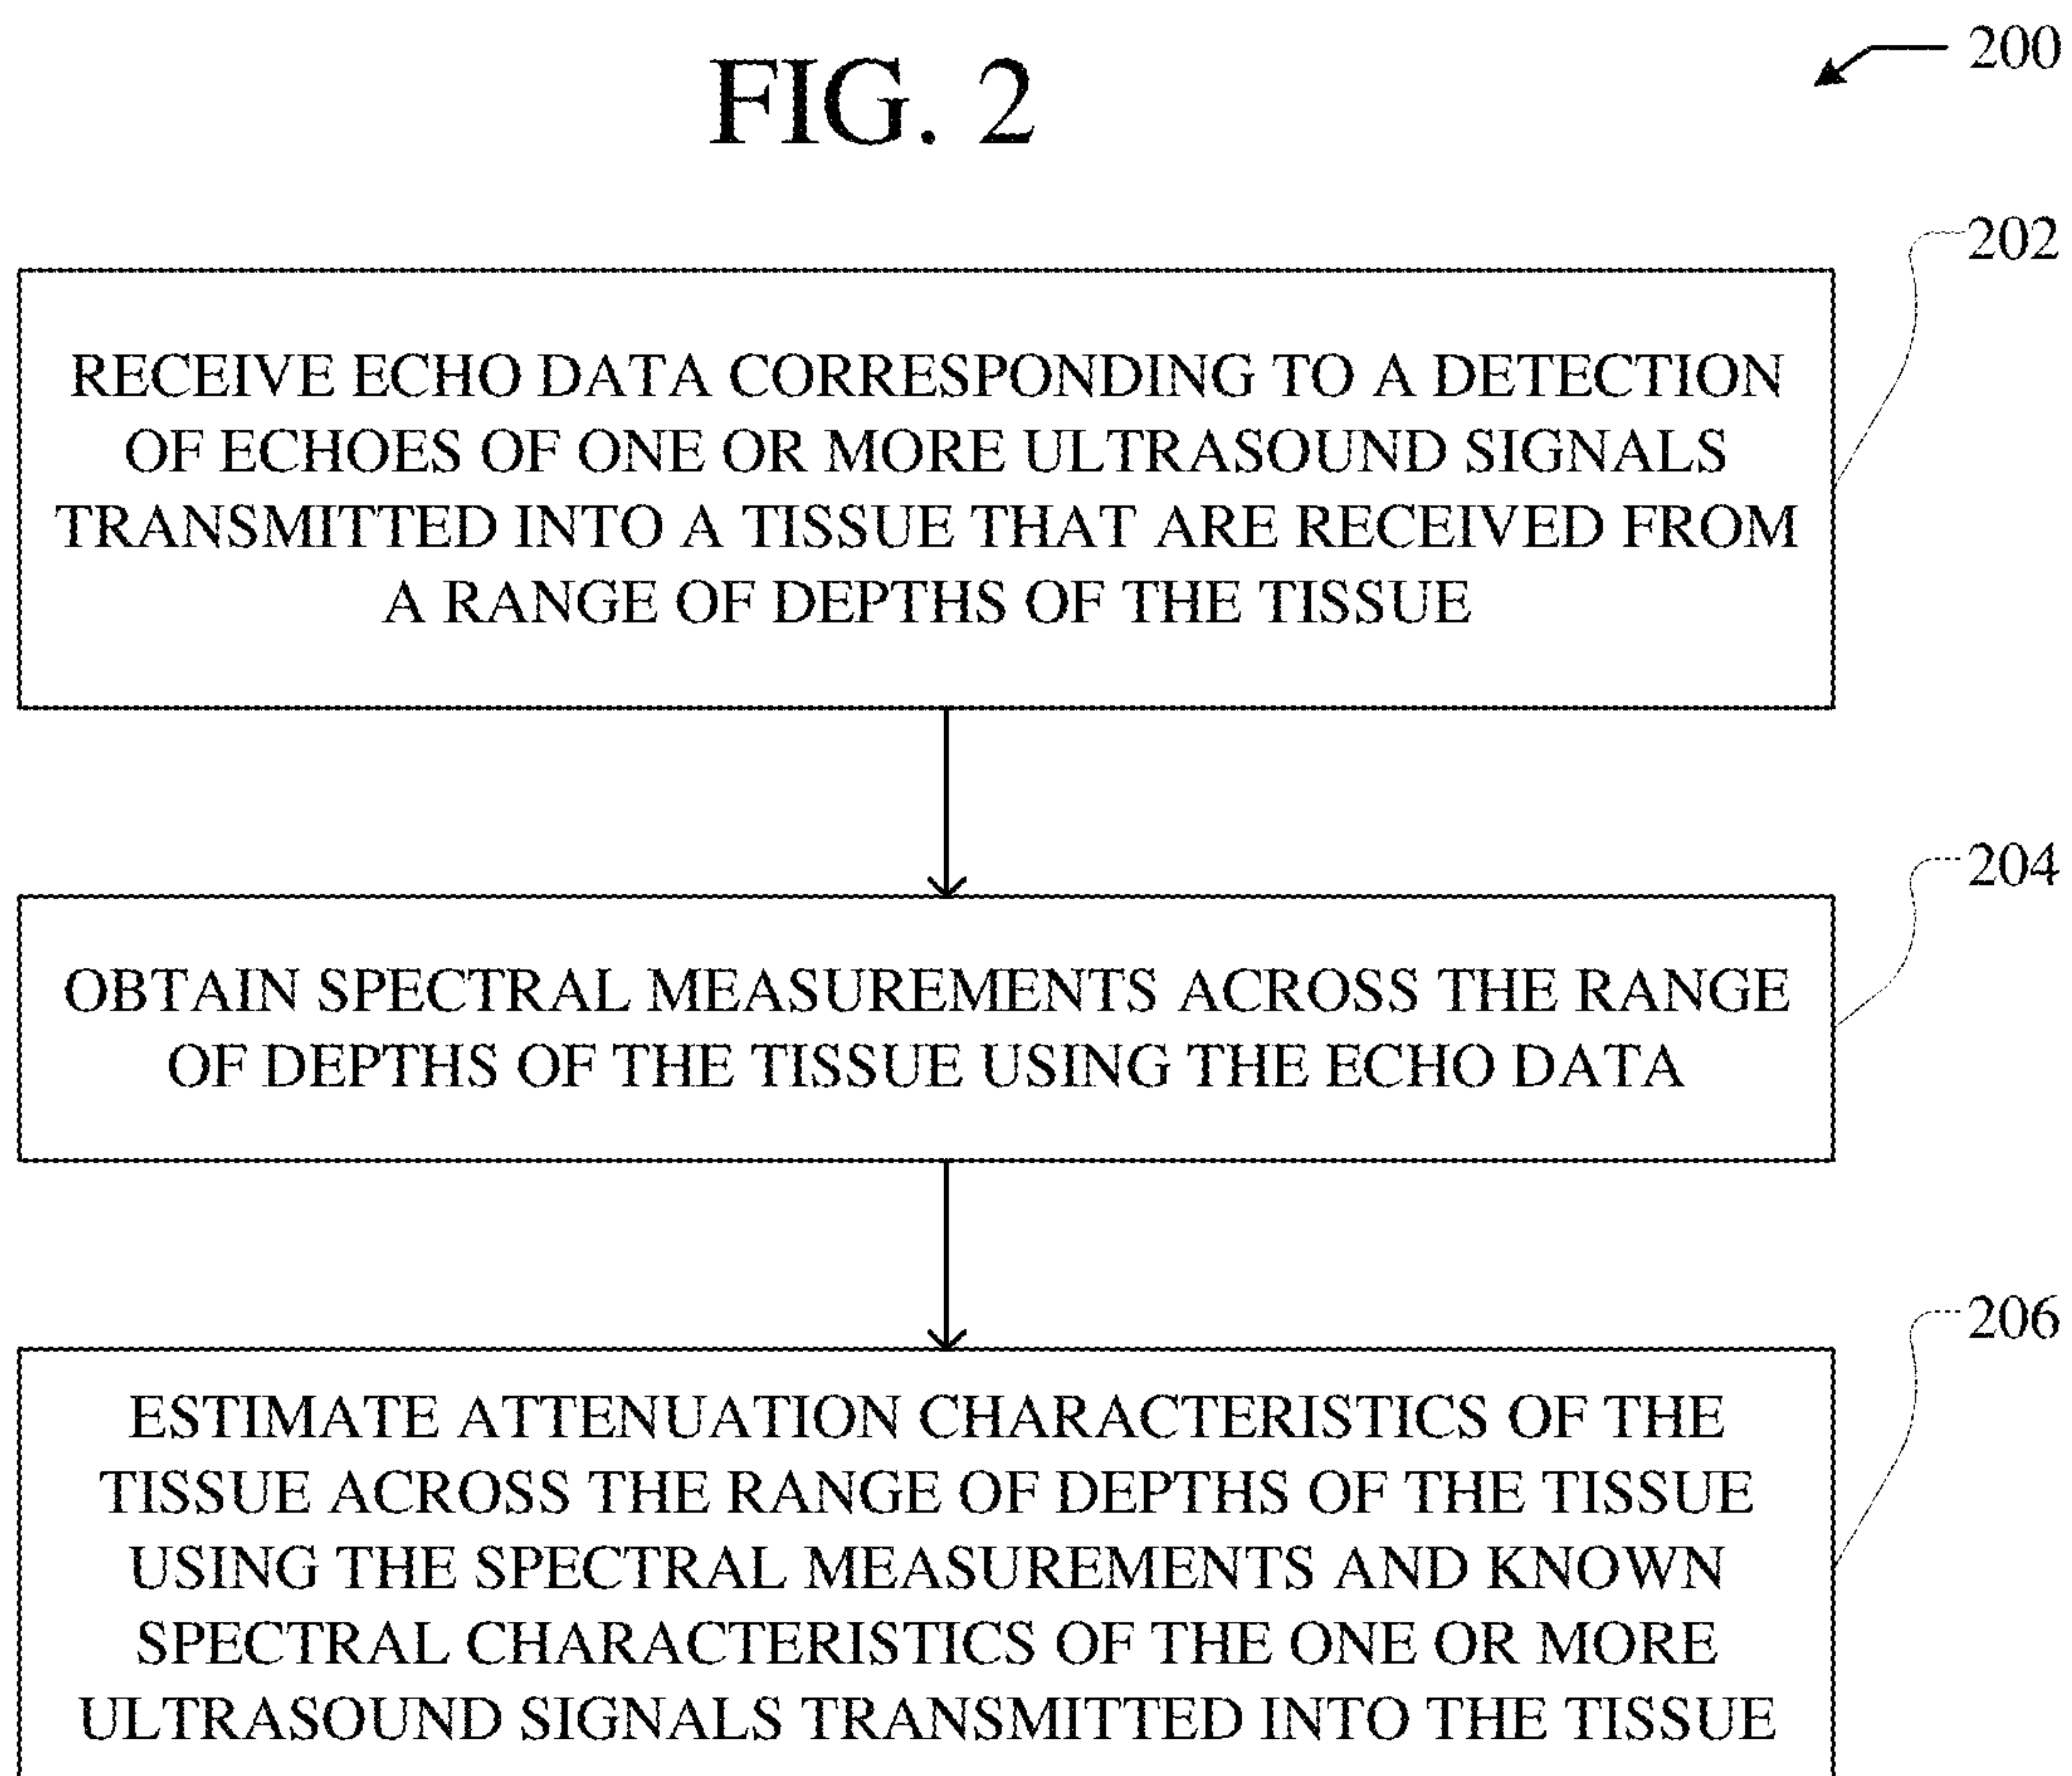 FIG. 2
200
202
RECEIVE ECHO DATA CORRESPONDING TO A DETECTION
OF ECHOES OF ONE OR MORE ULTRASOUND SIGNALS
TRANSMITTED INTO A TISSUE THAT ARE RECEIVED FROM
A RANGE OF DEPTHS OF THE TISSUE
204
OBTAIN SPECTRAL MEASUREMENTS ACROSS THE RANGE
OF DEPTHS OF THE TISSUE USING THE ECHO DATA
206
ESTIMATE ATTENUATION CHARACTERISTICS OF THE
TISSUE ACROSS THE RANGE OF DEPTHS OF THE TISSUE
USING THE SPECTRAL MEASUREMENTS AND KNOWN
SPECTRAL CHARACTERISTICS OF THE ONE OR MORE
ULTRASOUND SIGNALS TRANSMITTED INTO THE TISSUE